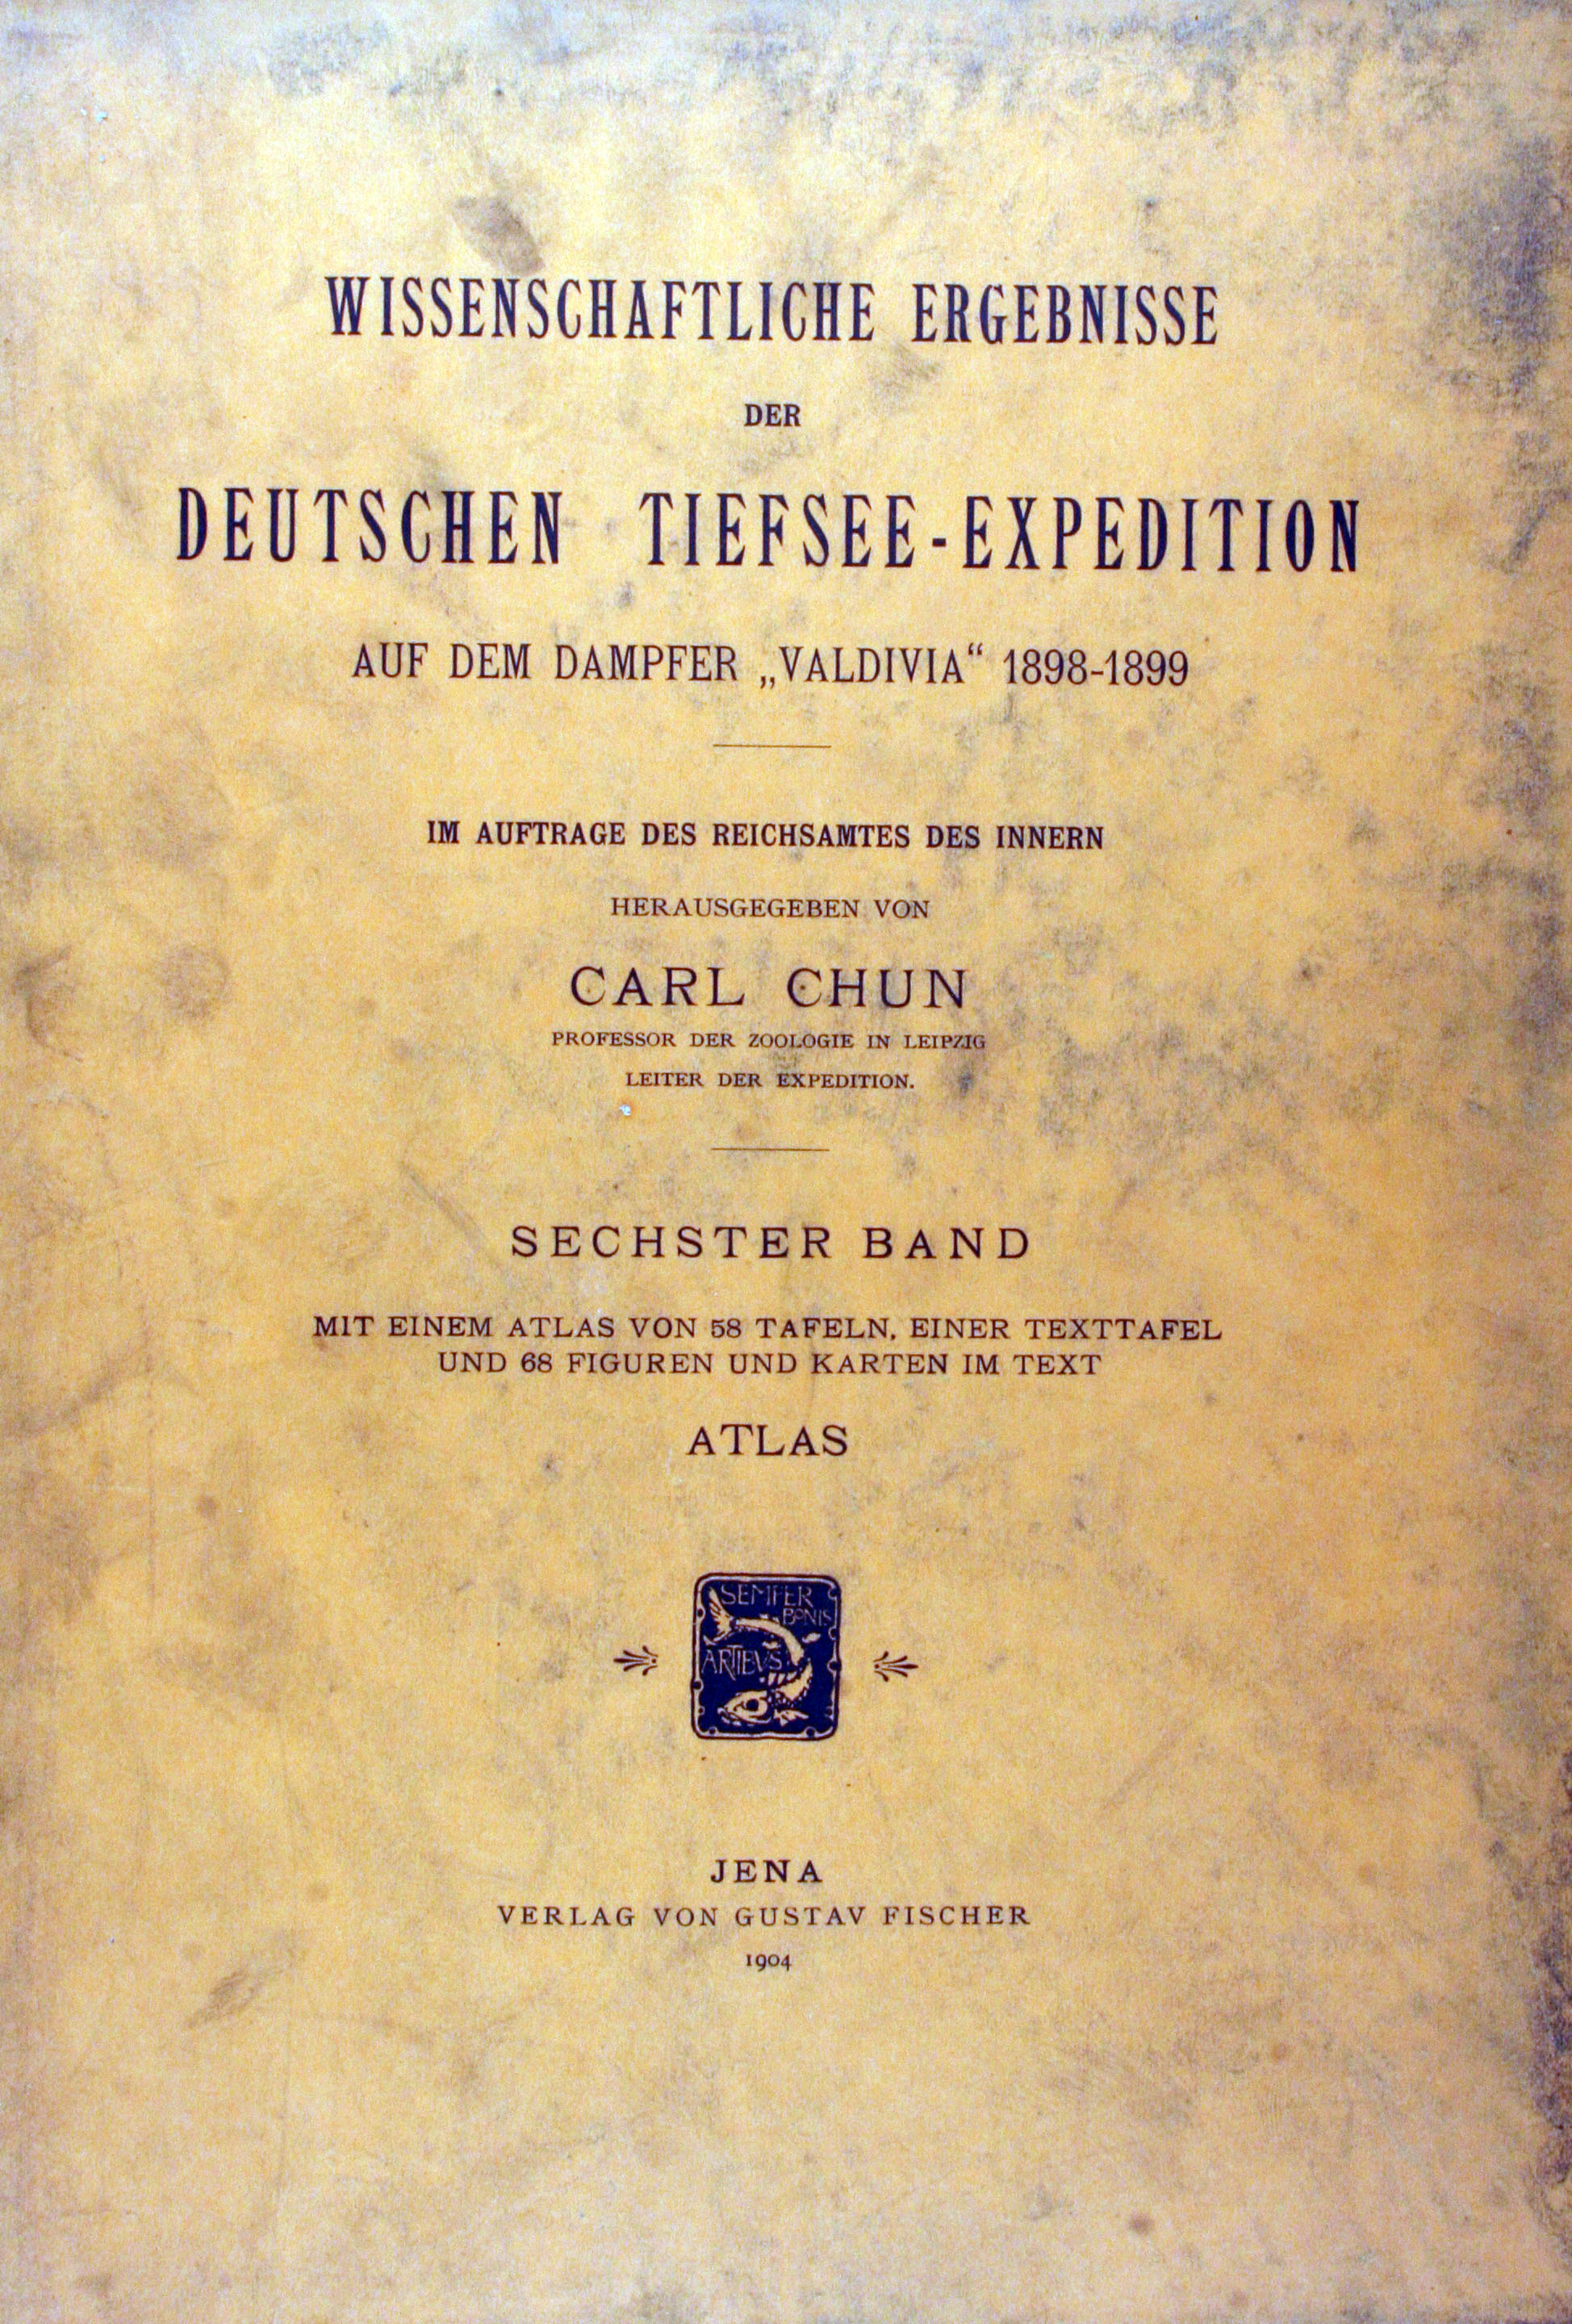 WISSENSCHAFTLICHE ERGEBNISSE
DER
DEUTSCHEN TIEFSEE-EXPEDITION
AUF DEM DAMPFER „VALDIVIA“ 1898-1899
IM AUFTRAGE DES REICHSAMTES DES INNERN
HERAUSGEGEBEN VON
CARL CHUN
PROFESSOR DER ZOOLOGIE IN LEIPZIG
LEITER DER EXPEDITION.
SECHSTER BAND
MIT EINEM ATLAS VON 58 TAFELN, EINER TEXTTAFEL
UND 68 FIGUREN UND KARTEN IM TEXT
ATLAS
SEMPER
BONIS
ARTIBVS
JENA
VERLAG VON GUSTAV FISCHER
1904